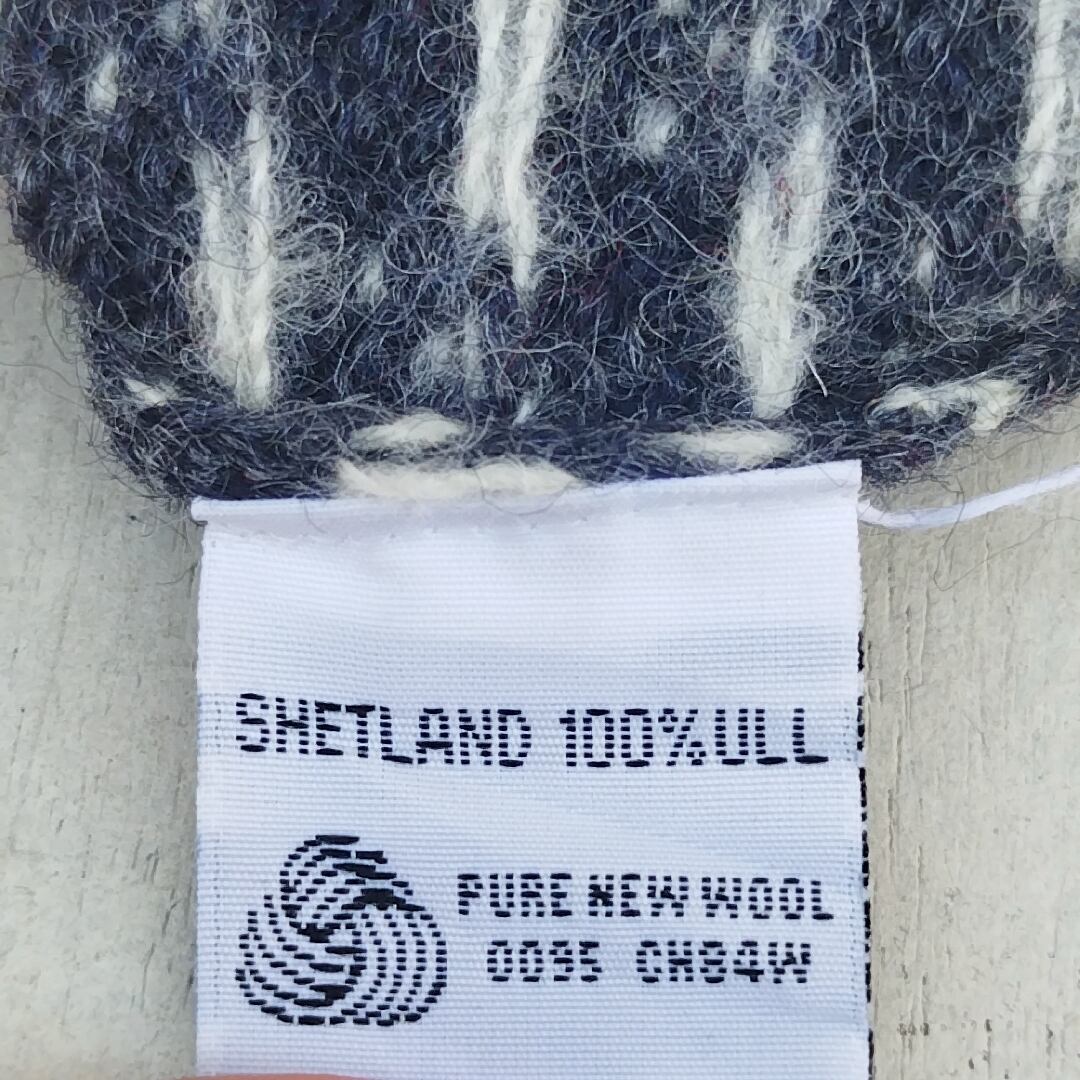 SHETLAND 100% ULL
PURE NEW WOOL
0095 CH84W